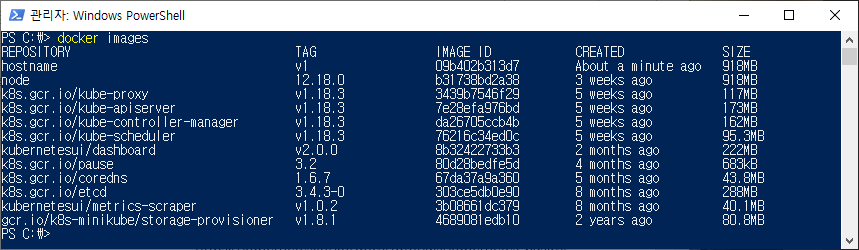 관리자: Windows PowerShell
PS C:#> docker images
REPOSITORY TAG IMAGE ID CREATED SIZE
hostname v1 09b402b313d7 About a minute ago 918MB
node 12.18.0 b31738bd2a38 3 weeks ago 918MB
k8s.gcr.io/kube-proxy v1.18.3 3439b7546f29 5 weeks ago 117MB
k8s.gcr.io/kube-apiserver v1.18.3 7e28efa976bd 5 weeks ago 173MB
k8s.gcr.io/kube-controller-manager v1.18.3 da26705ccb4b 5 weeks ago 162MB
k8s.gcr.io/kube-scheduler v1.18.3 76216c34ed0c 5 weeks ago 95.3MB
kubernetesui/dashboard v2.0.0 8b32422733b3 2 months ago 222MB
k8s.gcr.io/pause 3.2 80d28bedfe5d 4 months ago 683kB
k8s.gcr.io/coredns 1.6.7 67da37a9a360 5 months ago 43.8MB
k8s.gcr.io/etcd 3.4.3-0 303ce5db0e90 8 months ago 288MB
kubernetesui/metrics-scraper v1.0.2 3b08661dc379 8 months ago 40.1MB
gcr.io/k8s-minikube/storage-provisioner v1.8.1 4689081edb10 2 years ago 80.8MB
PS C:#>